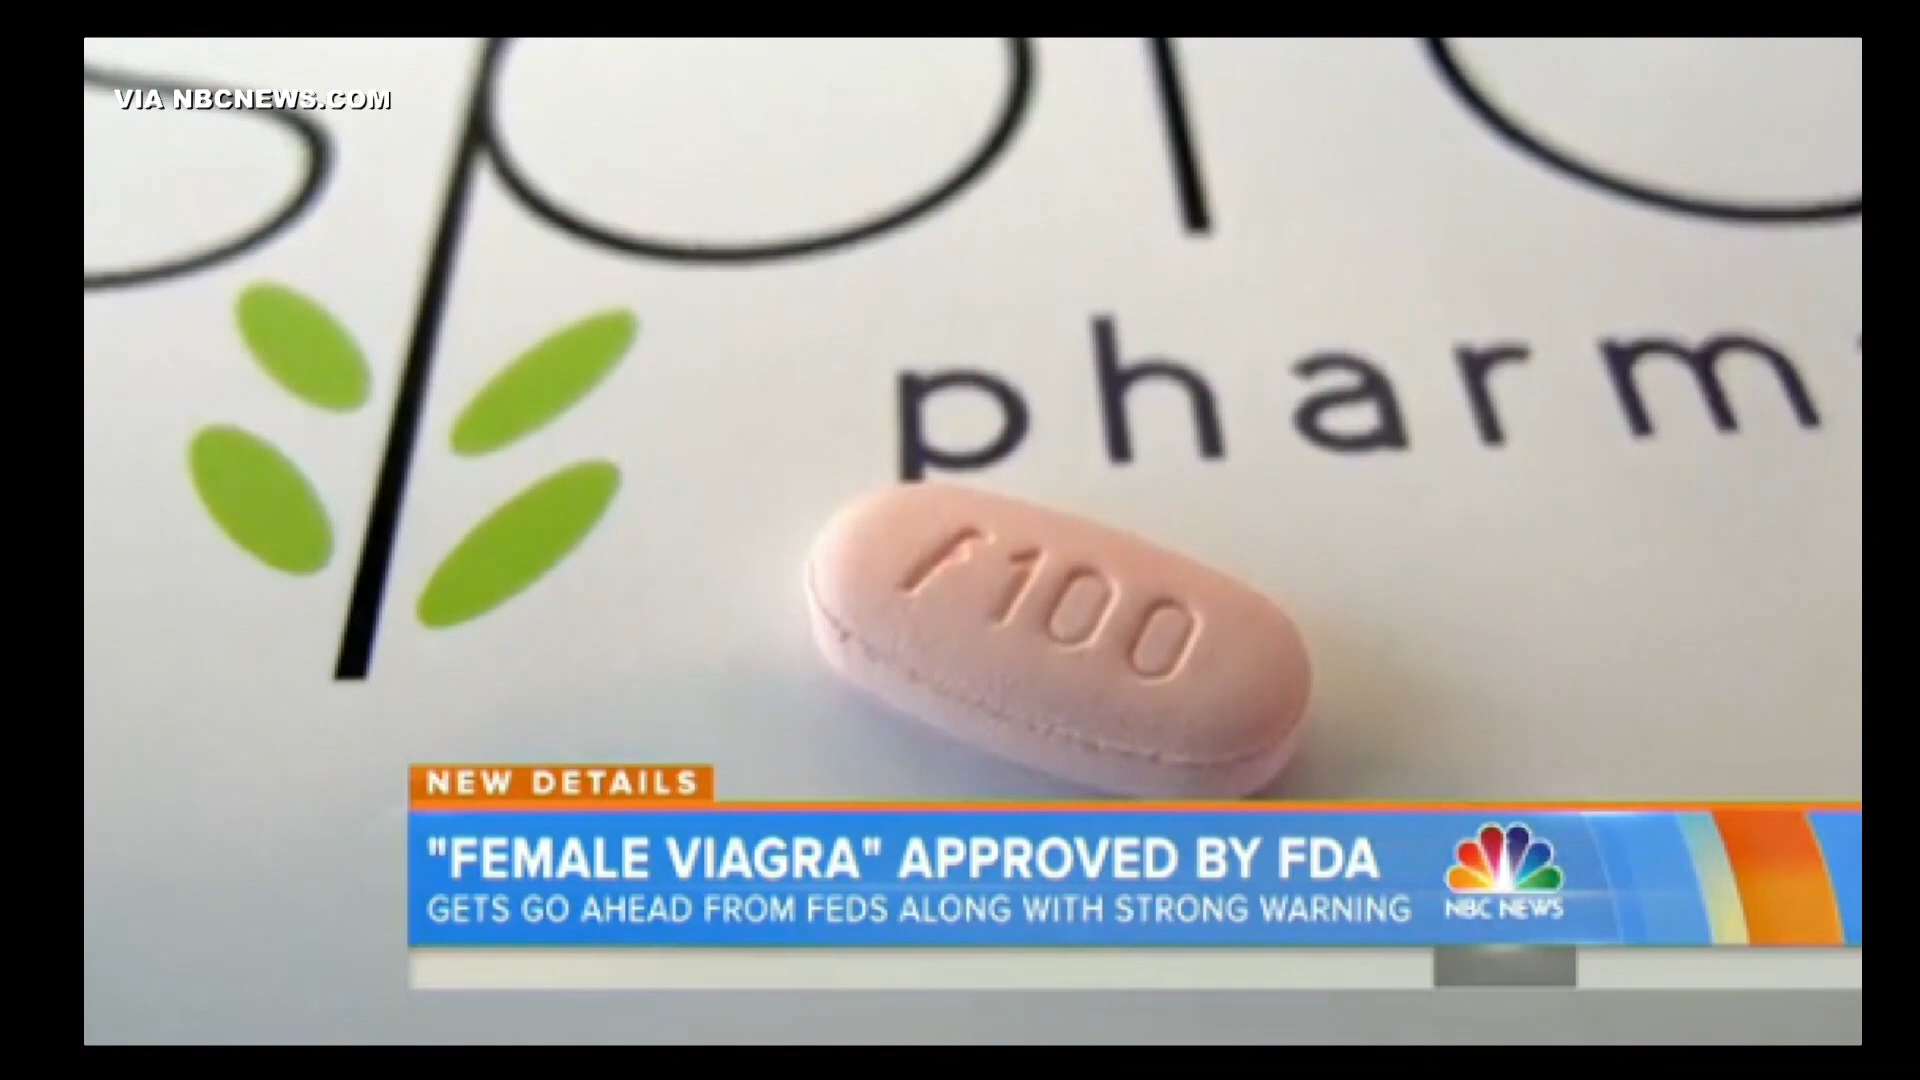 VIA NBCNEWS.COM
pharm
f100
NEW DETAILS
"FEMALE VIAGRA" APPROVED BY FDA
GETS GO AHEAD FROM FEDS ALONG WITH STRONG WARNING
NBC NEWS